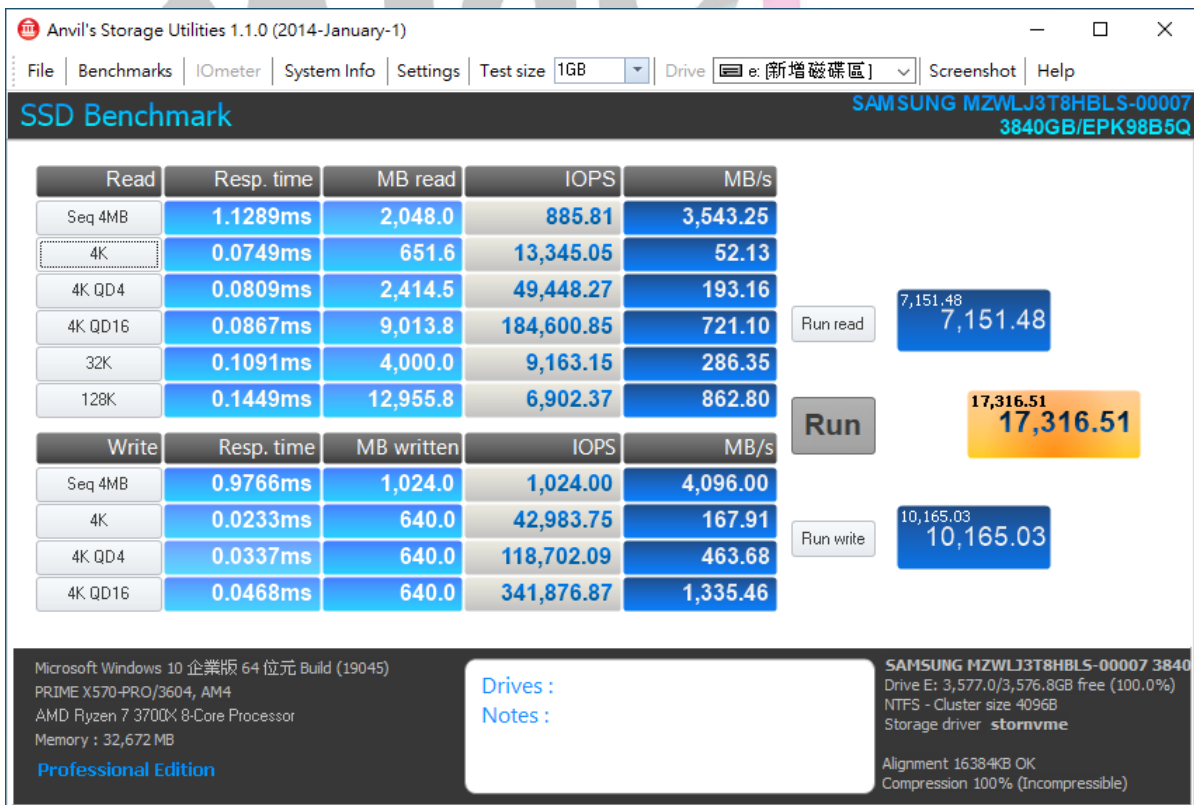 Anvil's Storage Utilities 1.1.0 (2014-January-1)
File Benchmarks IOmeter System Info Settings Test size 1GB Drive e: [新增磁碟區] Screenshot Help
SSD Benchmark
SAMSUNG MZWLJ3T8HBLS-00007
3840GB/EPK98B5Q
Read Resp. time MB read IOPS MB/s
Seq 4MB 1.1289ms 2,048.0 885.81 3,543.25
4K 0.0749ms 651.6 13,345.05 52.13
4K QD4 0.0809ms 2,414.5 49,448.27 193.16
4K QD16 0.0867ms 9,013.8 184,600.85 721.10
32K 0.1091ms 4,000.0 9,163.15 286.35
128K 0.1449ms 12,955.8 6,902.37 862.80
Run read
7,151.48
7,151.48
Run
17,316.51
17,316.51
Write Resp. time MB written IOPS MB/s
Seq 4MB 0.9766ms 1,024.0 1,024.00 4,096.00
4K 0.0233ms 640.0 42,983.75 167.91
4K QD4 0.0337ms 640.0 118,702.09 463.68
4K QD16 0.0468ms 640.0 341,876.87 1,335.46
Run write
10,165.03
10,165.03
Microsoft Windows 10 企業版 64 位元 Build (19045)
PRIME X570-PRO/3604, AM4
AMD Ryzen 7 3700X 8-Core Processor
Memory : 32,672 MB
Professional Edition
Drives :
Notes :
SAMSUNG MZWLJ3T8HBLS-00007 3840
Drive E: 3,577.0/3,576.8GB free (100.0%)
NTFS - Cluster size 4096B
Storage driver stornvme
Alignment 16384KB OK
Compression 100% (Incompressible)